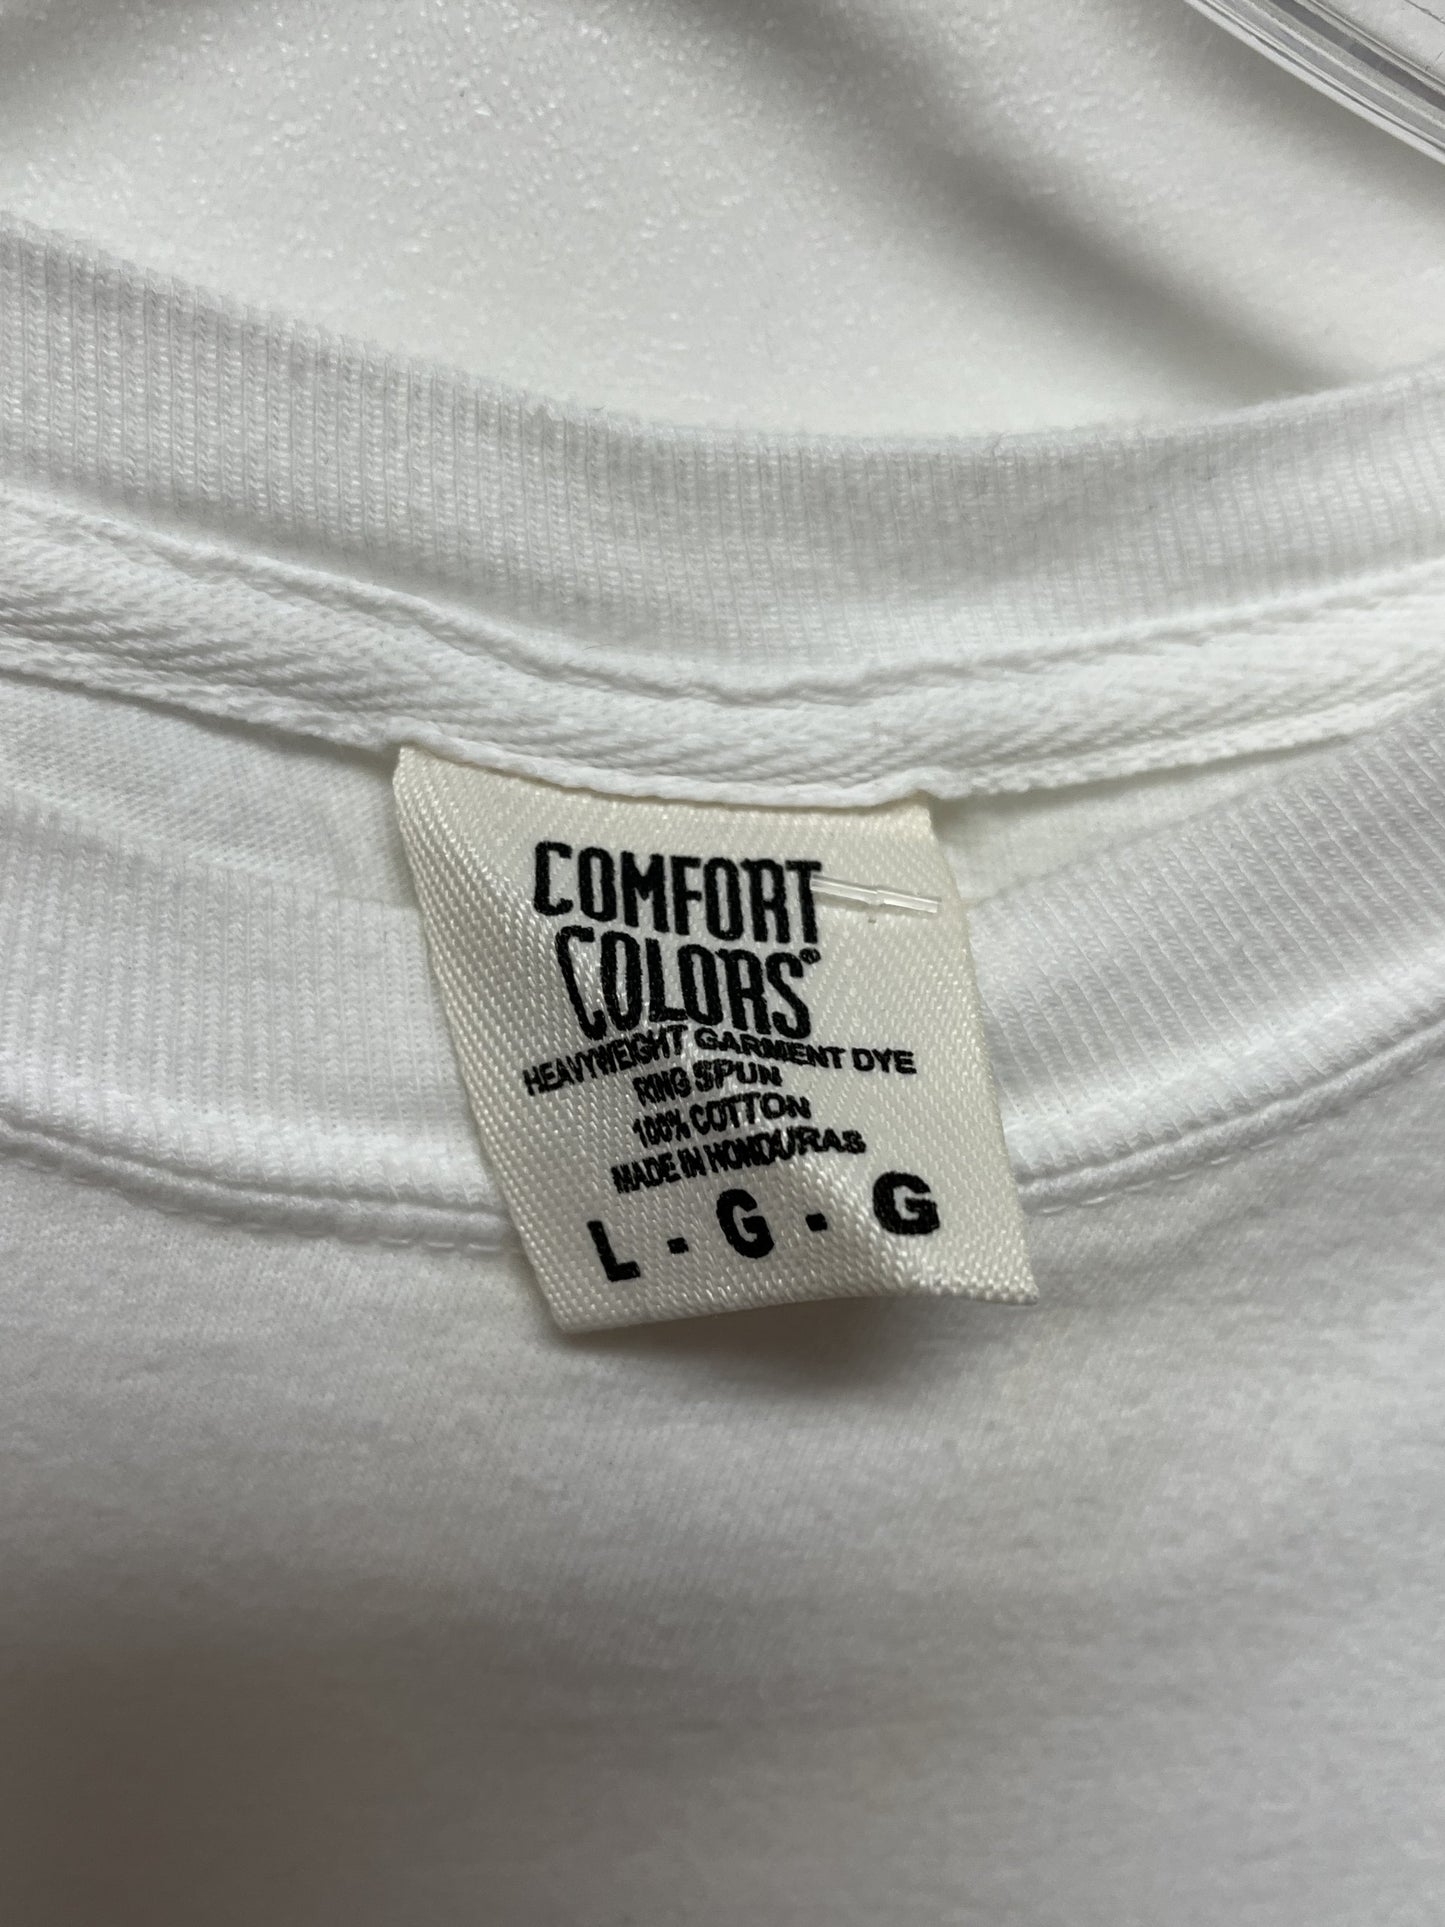 COMFORT
COLORS®
HEAVYWEIGHT GARMENT DYE
RING SPUN
100% COTTON
MADE IN HONDURAS
L - G - G